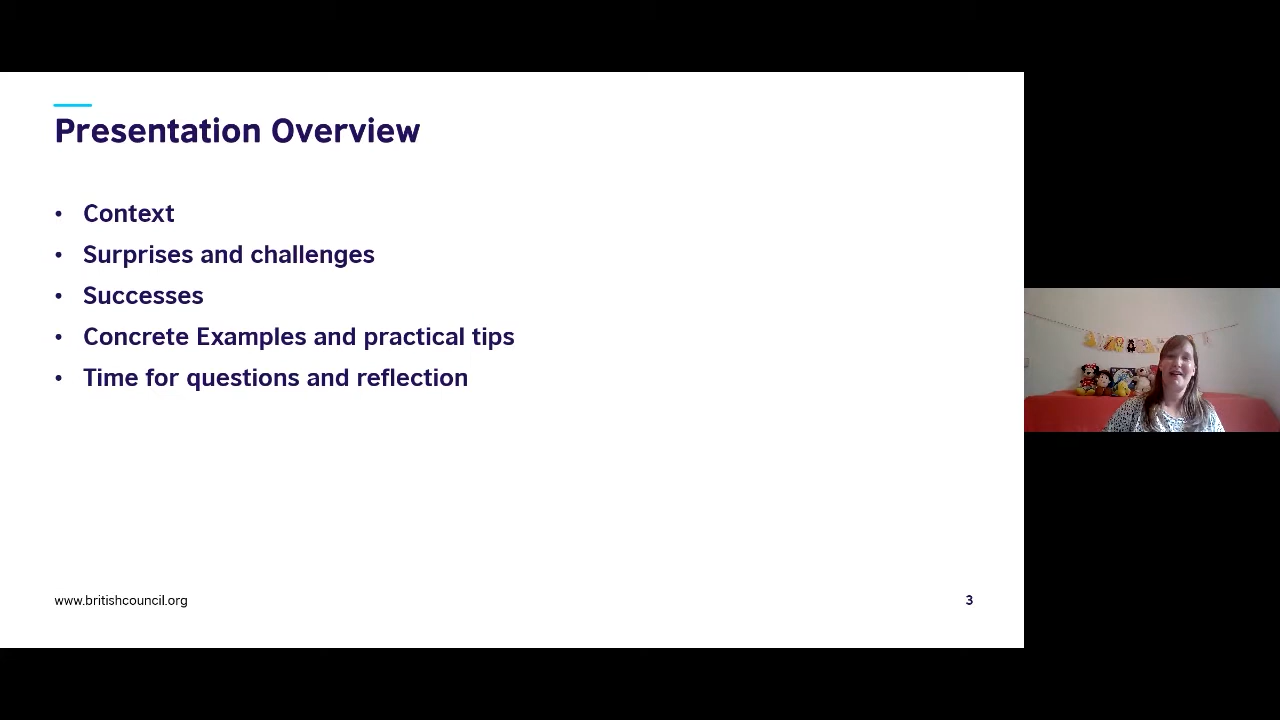 Presentation Overview
• Context
• Surprises and challenges
• Successes
• Concrete Examples and practical tips
• Time for questions and reflection
www.britishcouncil.org
3